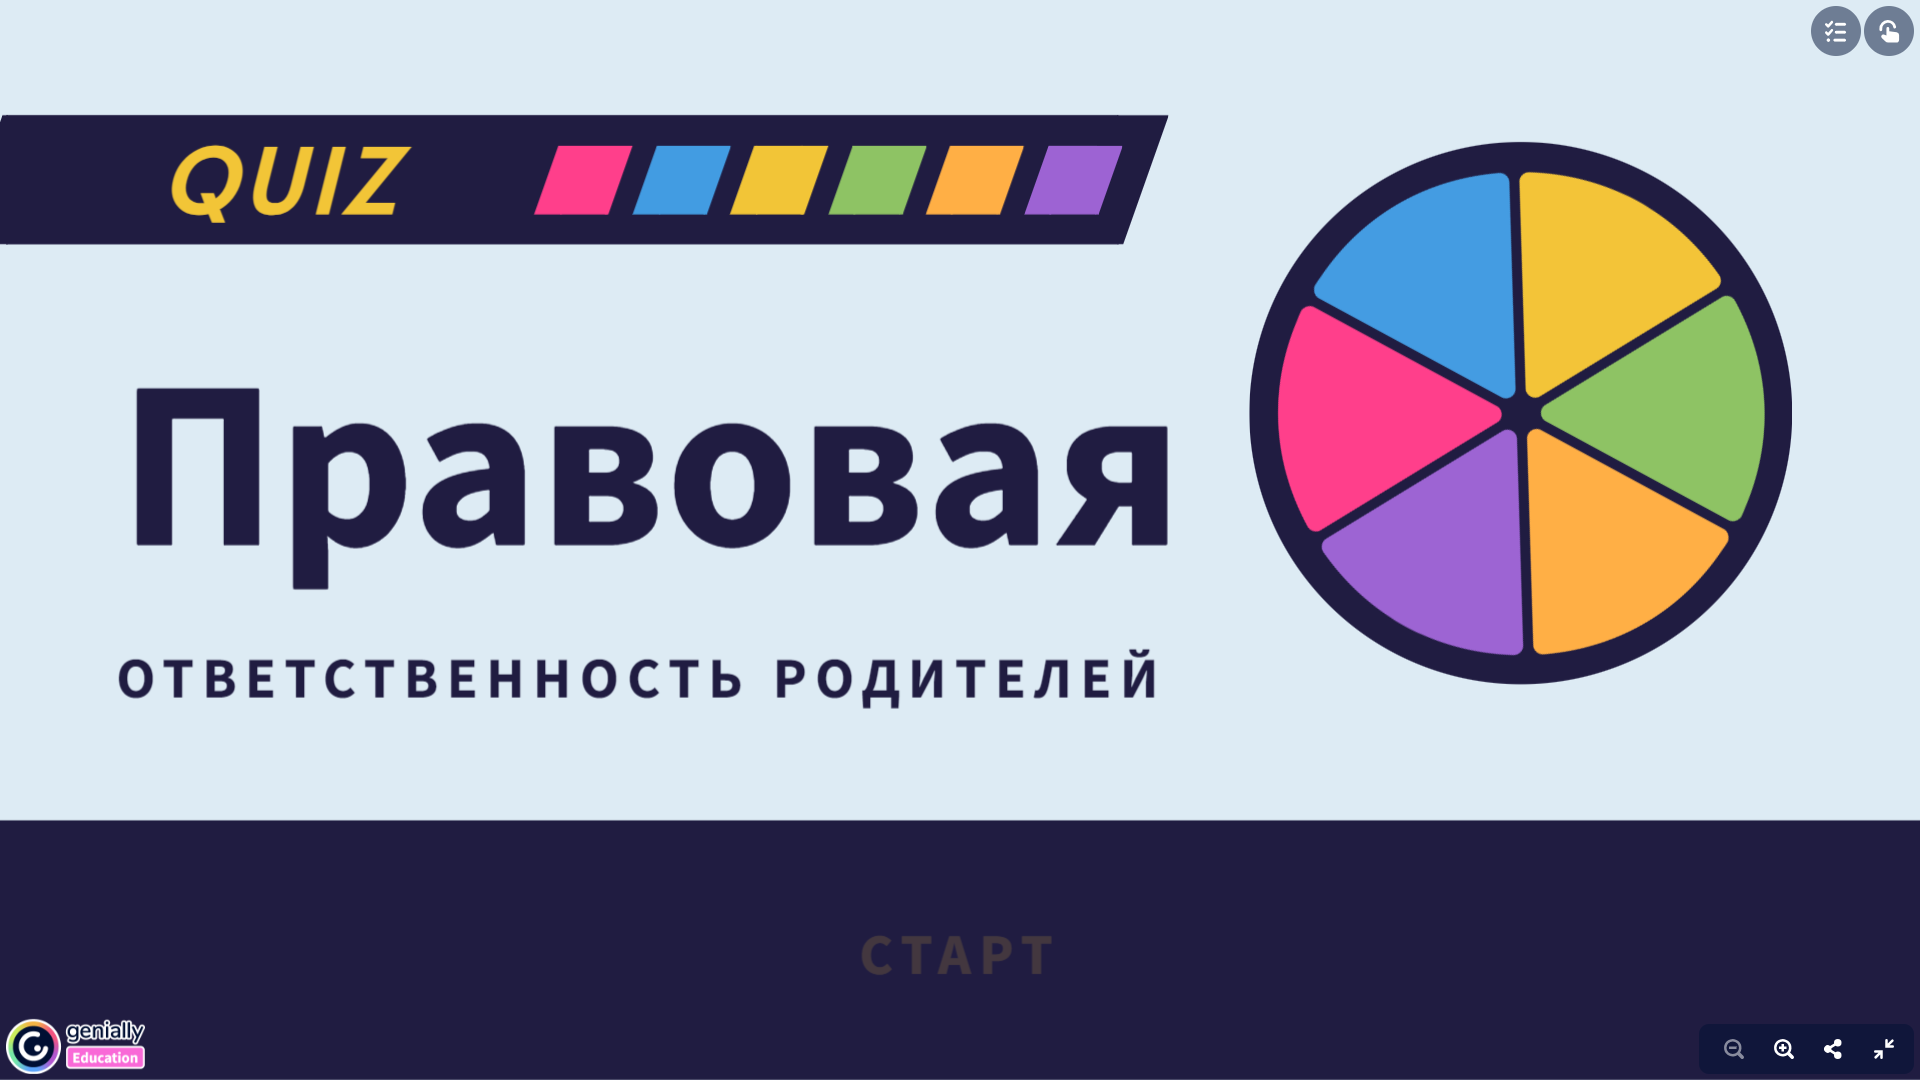 QUIZ
Правовая
ОТВЕТСТВЕННОСТЬ РОДИТЕЛЕЙ
СТАРТ
genially
Education